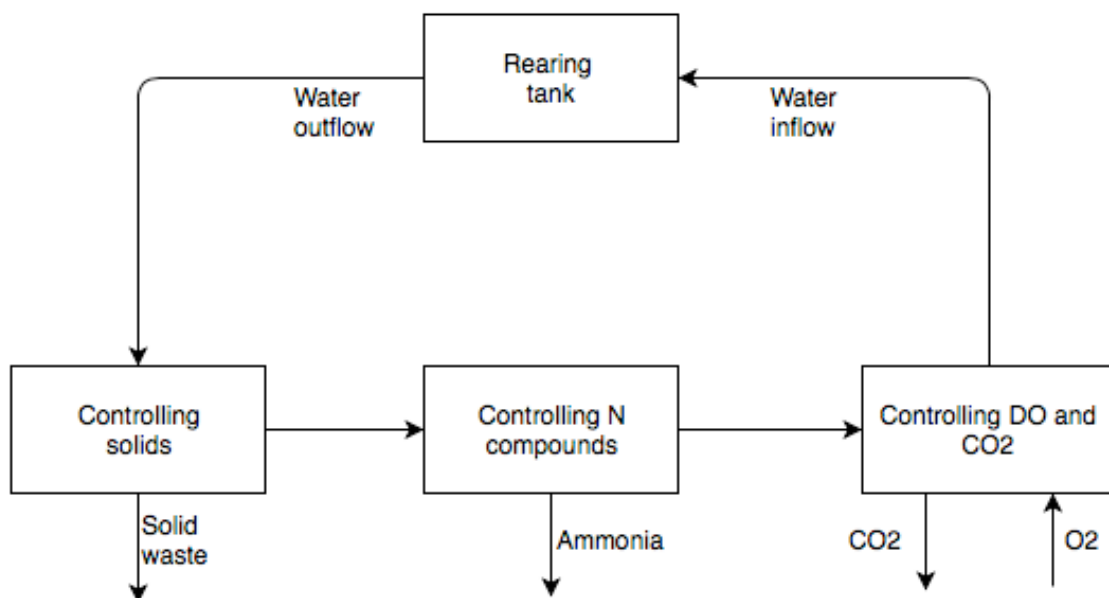 Rearing
tank
Water
outflow
Water
inflow
Controlling
solids
Controlling N
compounds
Controlling DO and
CO2
Solid
waste
Ammonia
CO2
O2